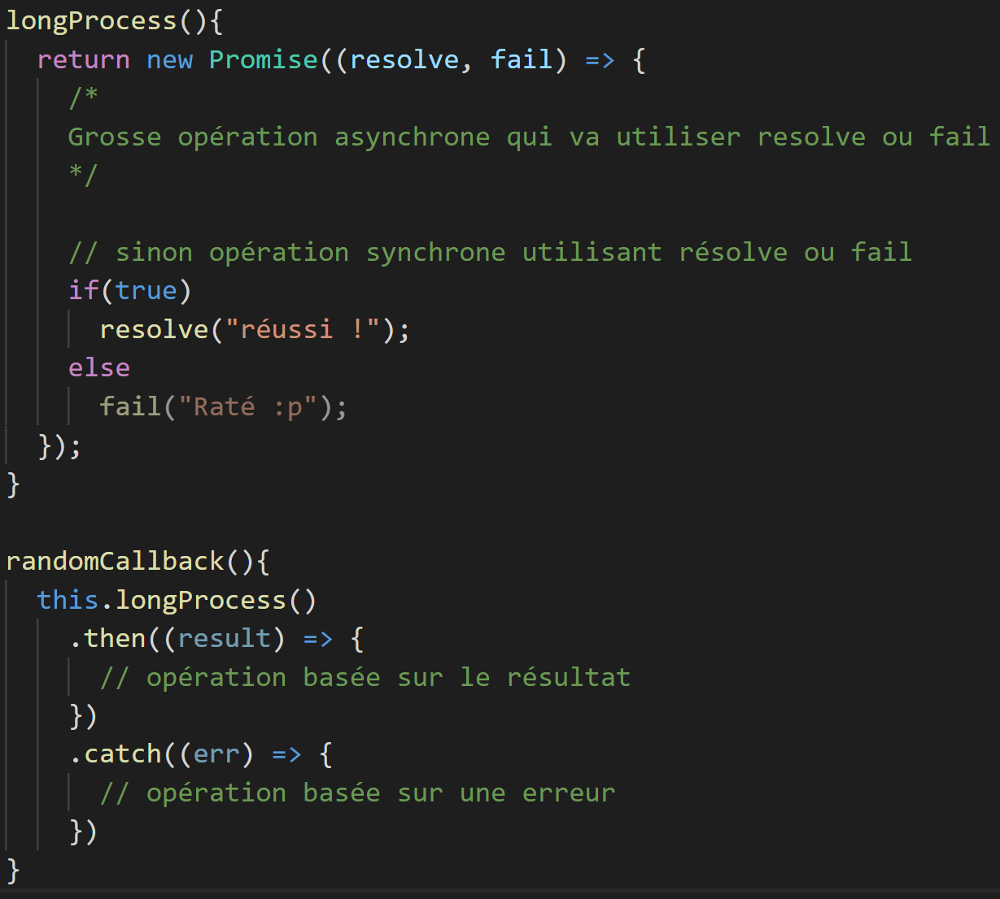 longProcess(){
return new Promise((resolve, fail) => {
/*
Grosse opération asynchrone qui va utiliser resolve ou fail
*/
// sinon opération synchrone utilisant résolve ou fail
if(true)
resolve("réussi !");
else
fail("Raté :p");
});
}
randomCallback(){
this.longProcess()
.then((result) => {
// opération basée sur le résultat
})
.catch((err) => {
// opération basée sur une erreur
})
}